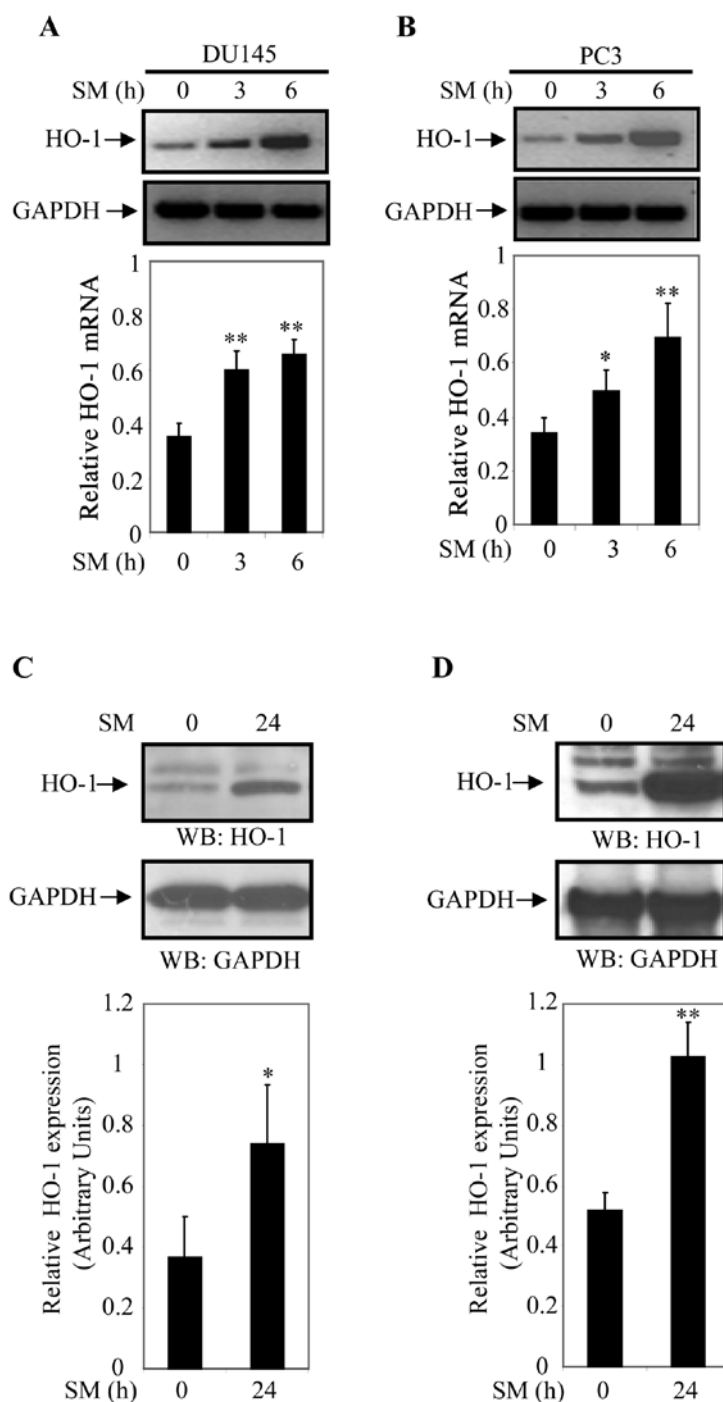 A
DU145
SM (h) 0 3 6
HO-1
GAPDH
1
0.8
0.6
0.4
0.2
0
Relative HO-1 mRNA
** **
SM (h) 0 3 6
B
PC3
SM (h) 0 3 6
HO-1
GAPDH
1
0.8
0.6
0.4
0.2
0
Relative HO-1 mRNA
* **
SM (h) 0 3 6
C
SM 0 24
HO-1
WB: HO-1
GAPDH
WB: GAPDH
1.2
1
0.8
0.6
0.4
0.2
0
Relative HO-1 expression
(Arbitrary Units)
*
SM (h) 0 24
D
SM 0 24
HO-1
WB: HO-1
GAPDH
WB: GAPDH
1.2
1
0.8
0.6
0.4
0.2
0
Relative HO-1 expression
(Arbitrary Units)
**
SM (h) 0 24